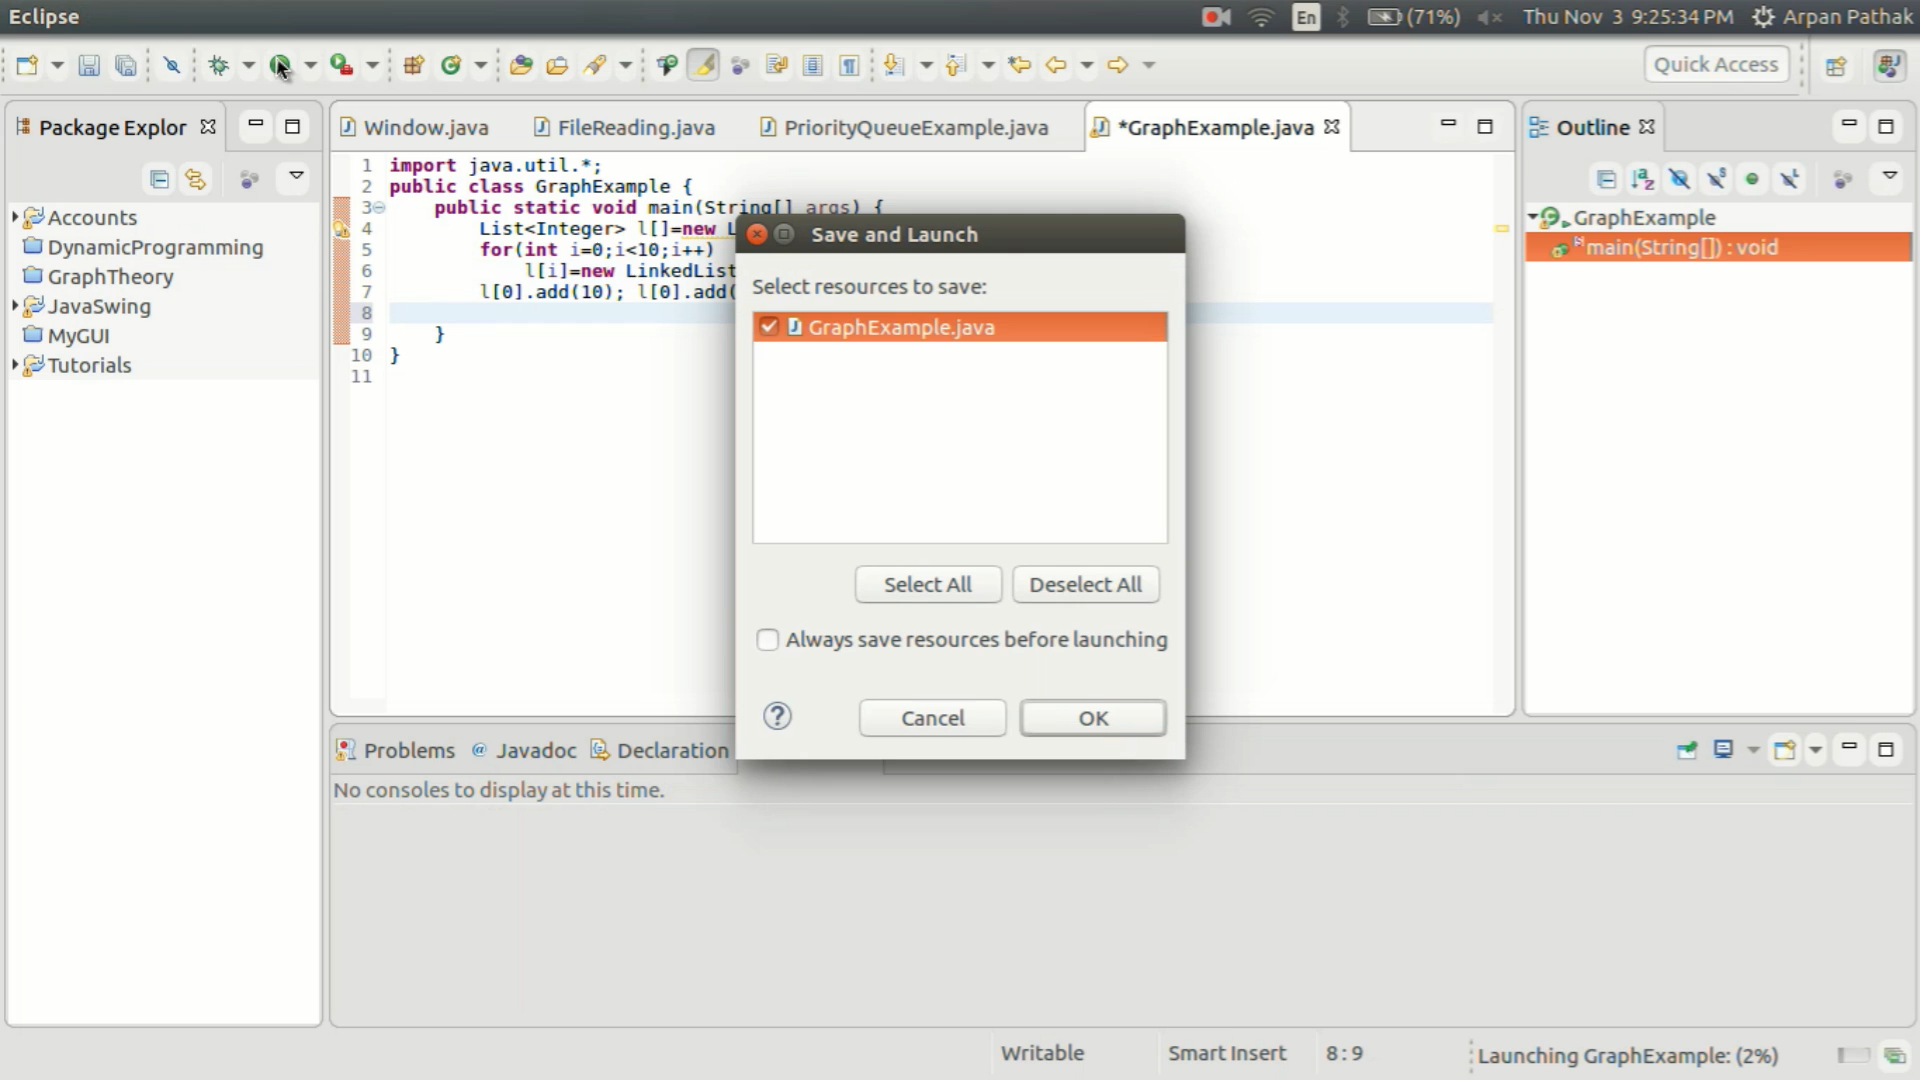 Eclipse
En (71%) Thu Nov 3 9:25:34 PM Arpan Pathak
Quick Access
Package Explor
Accounts
DynamicProgramming
GraphTheory
JavaSwing
MyGUI
Tutorials
Window.java FileReading.java PriorityQueueExample.java *GraphExample.java
1 import java.util.*;
2 public class GraphExample {
3 public static void main(String[] args) {
4 List<Integer> l[]=new L
5 for(int i=0;i<10;i++)
6 l[i]=new LinkedList
7 l[0].add(10); l[0].add(
8
9 }
10 }
11
Save and Launch
Select resources to save:
GraphExample.java
Select All Deselect All
Always save resources before launching
Cancel OK
Outline
GraphExample
main(String[]) : void
Problems @ Javadoc Declaration
No consoles to display at this time.
Writable Smart Insert 8 : 9 Launching GraphExample: (2%)